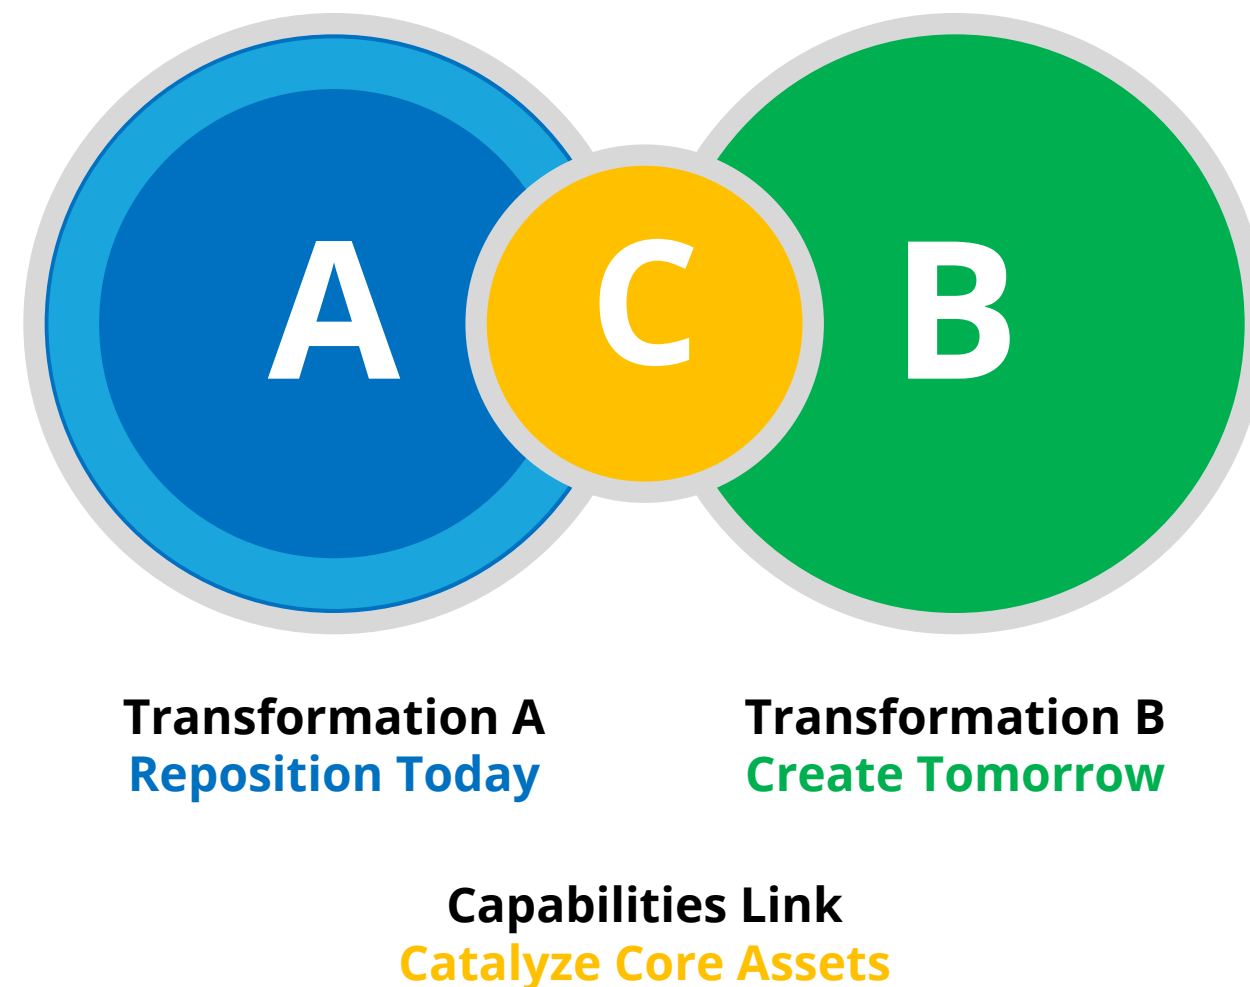 A
C
B
Transformation A
Reposition Today
Transformation B
Create Tomorrow
Capabilities Link
Catalyze Core Assets